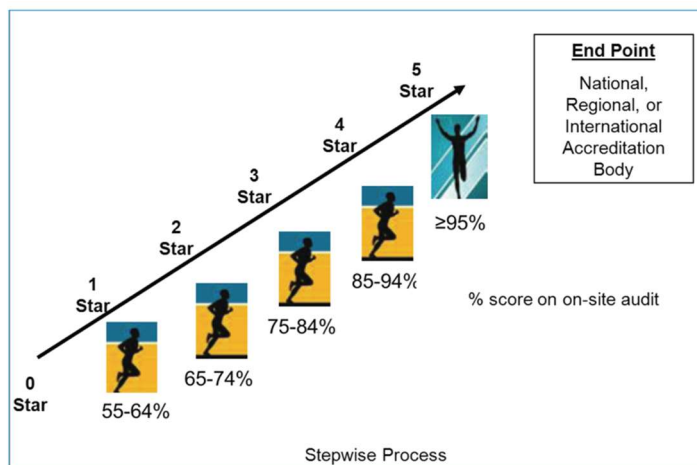 End Point
National,
Regional, or
International
Accreditation
Body
5
Star
4
Star
3
Star
2
Star
1
Star
0
Star
≥95%
85-94%
75-84%
65-74%
55-64%
% score on on-site audit
Stepwise Process